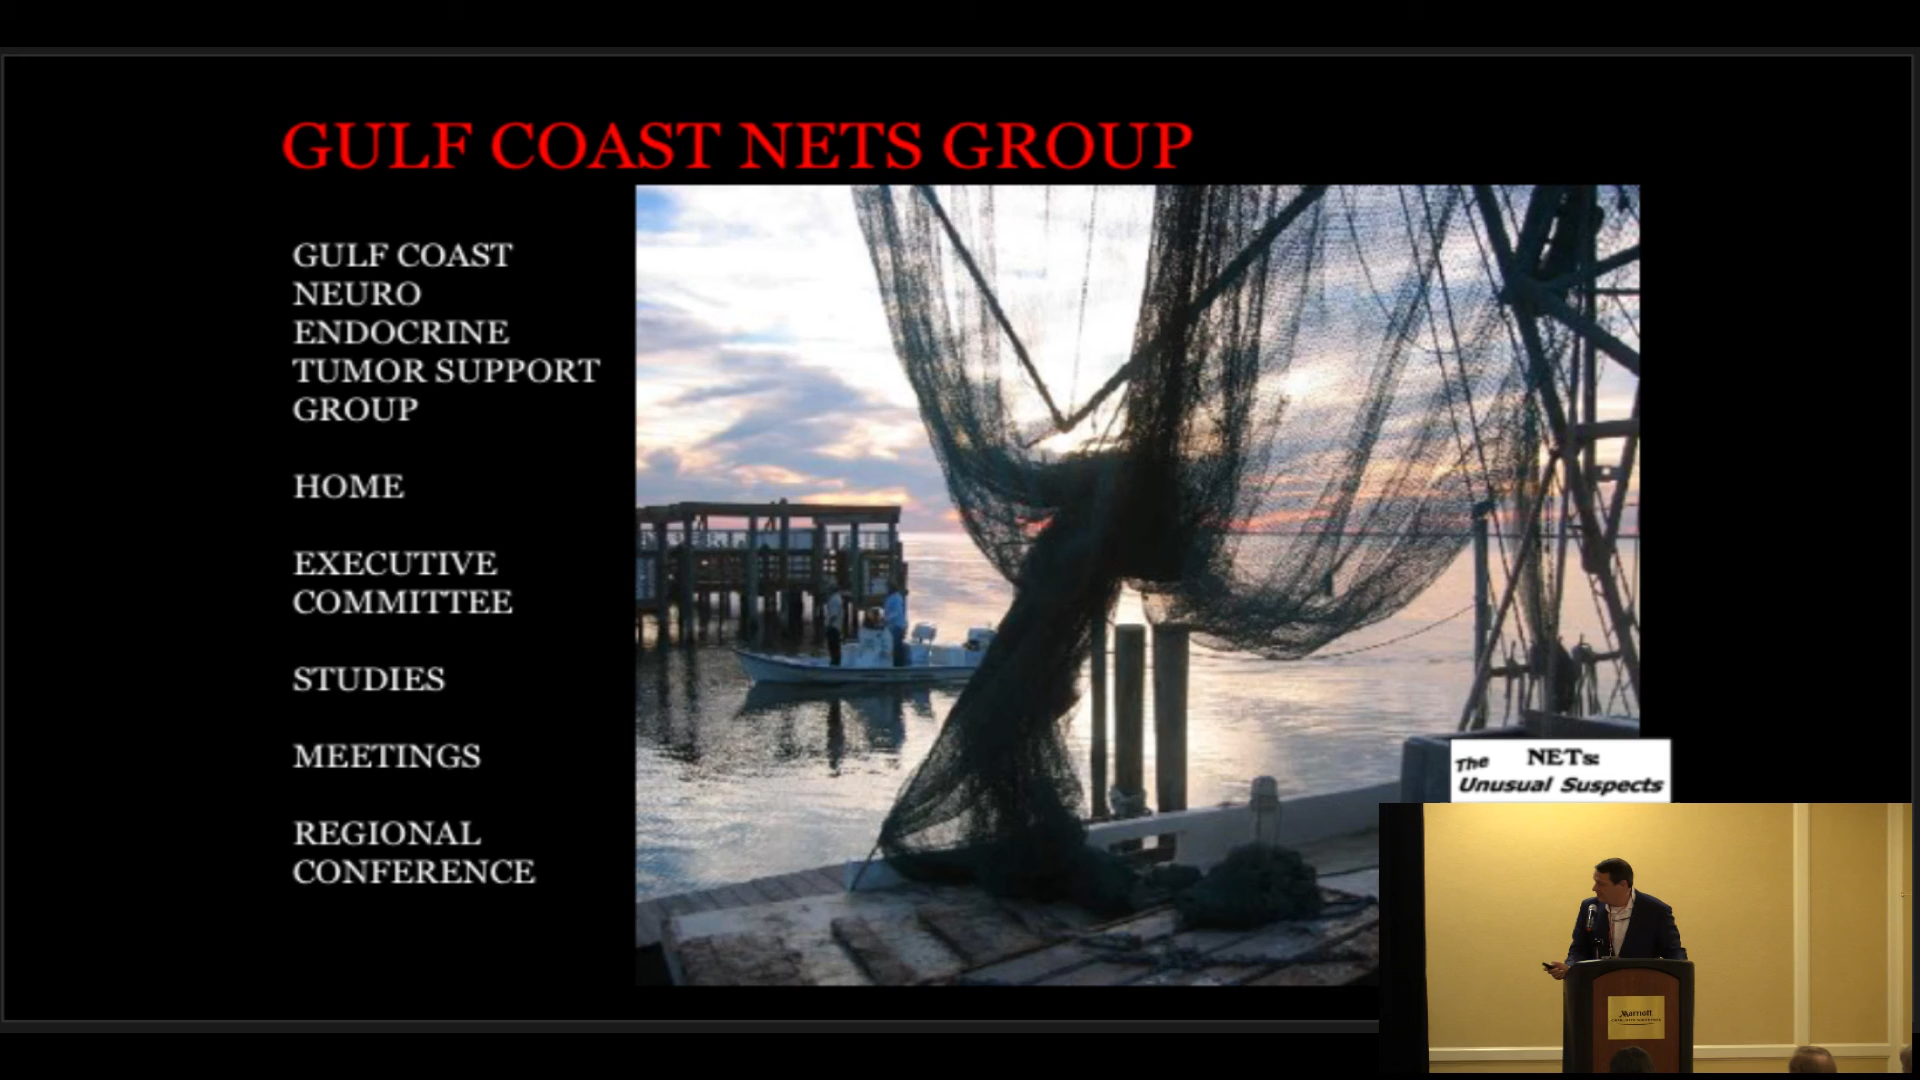 GULF COAST NETS GROUP
GULF COAST
NEURO
ENDOCRINE
TUMOR SUPPORT
GROUP
HOME
EXECUTIVE
COMMITTEE
STUDIES
MEETINGS
REGIONAL
CONFERENCE
The NETs:
Unusual Suspects
Marriott